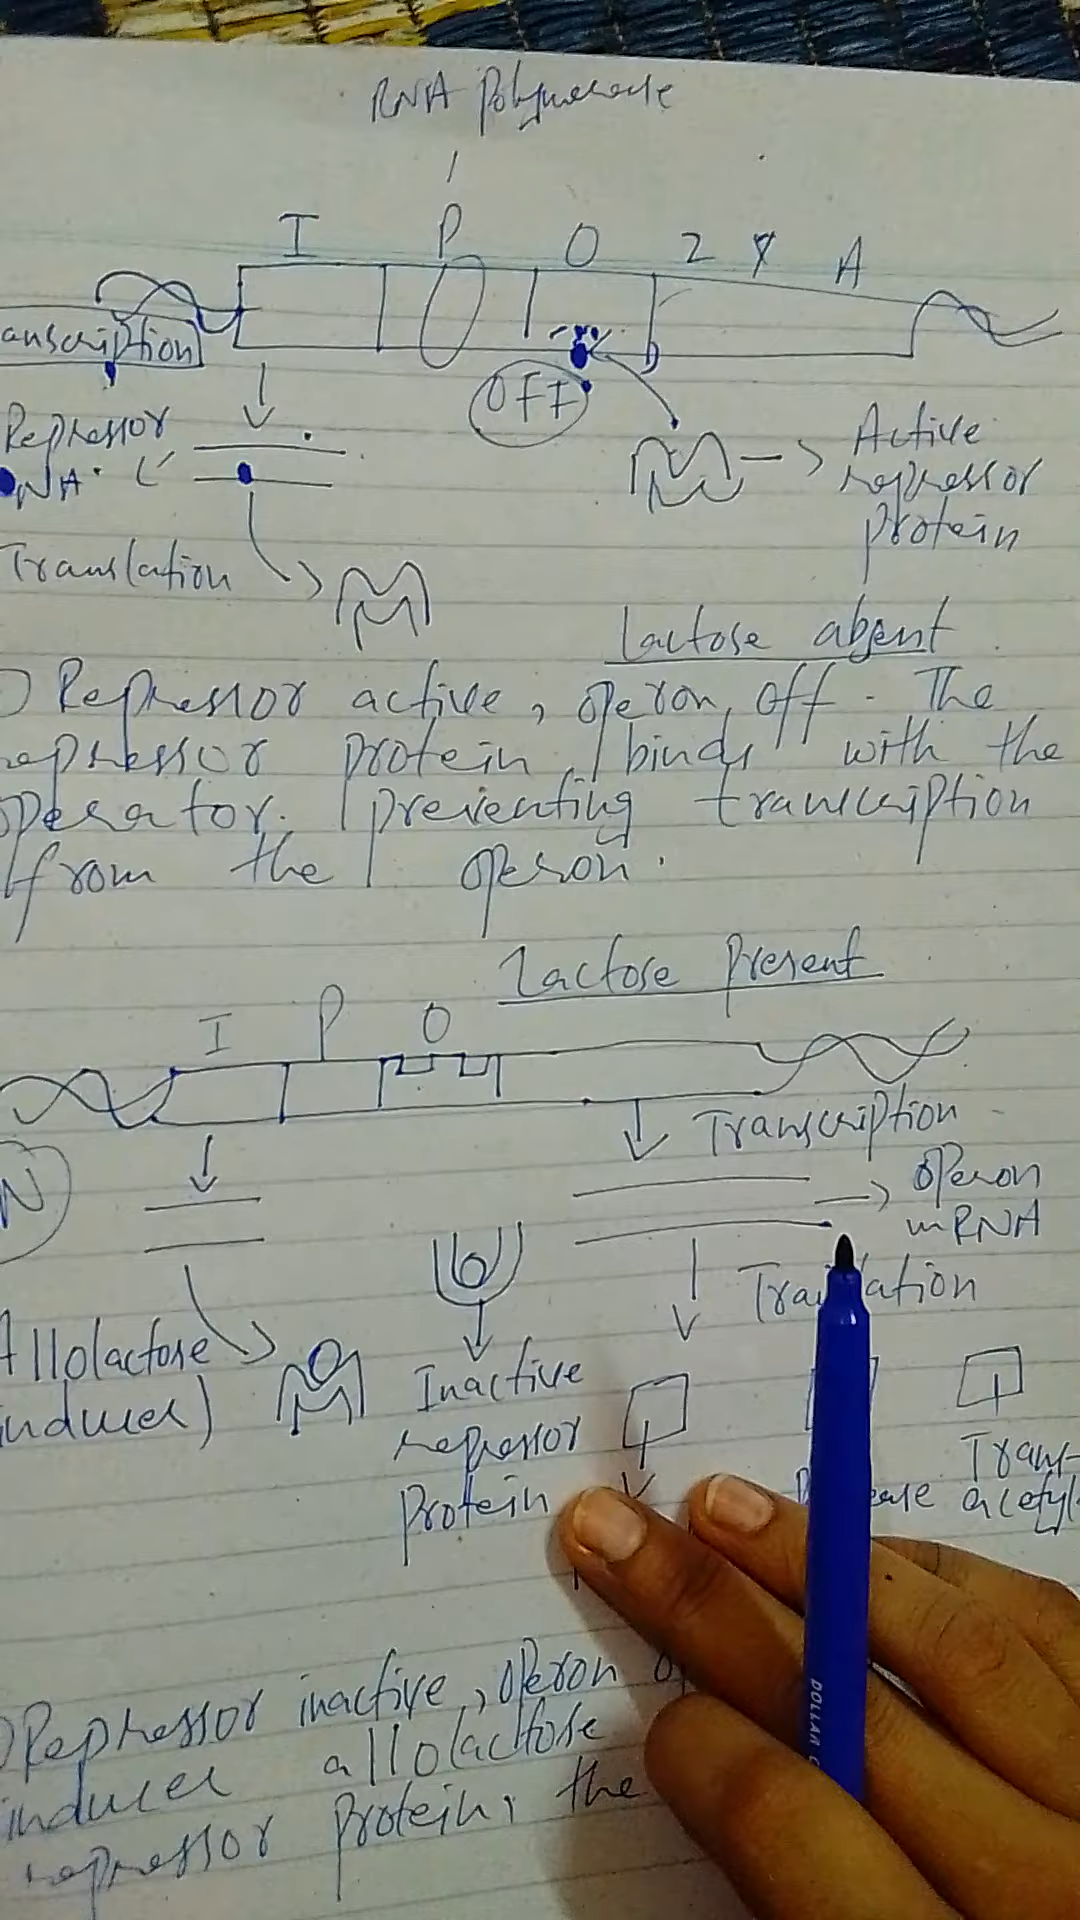 RNA Polymerase
I P O Z Y A
anscription
OFF
Repressor
NA
Active
repressor
protein
Translation
Lactose absent
Repressor active, operon off. The
repressor protein binds with the
operator. preventing transcription
from the operon.
Lactose Present
I P O
Transcription
N
operon
mRNA
Allolactose
inducer)
Inactive
repressor
Protein
Trans-
acetyl
Repressor inactive, operon
inducer allolactose
repressor Protein, the
DOLLAR